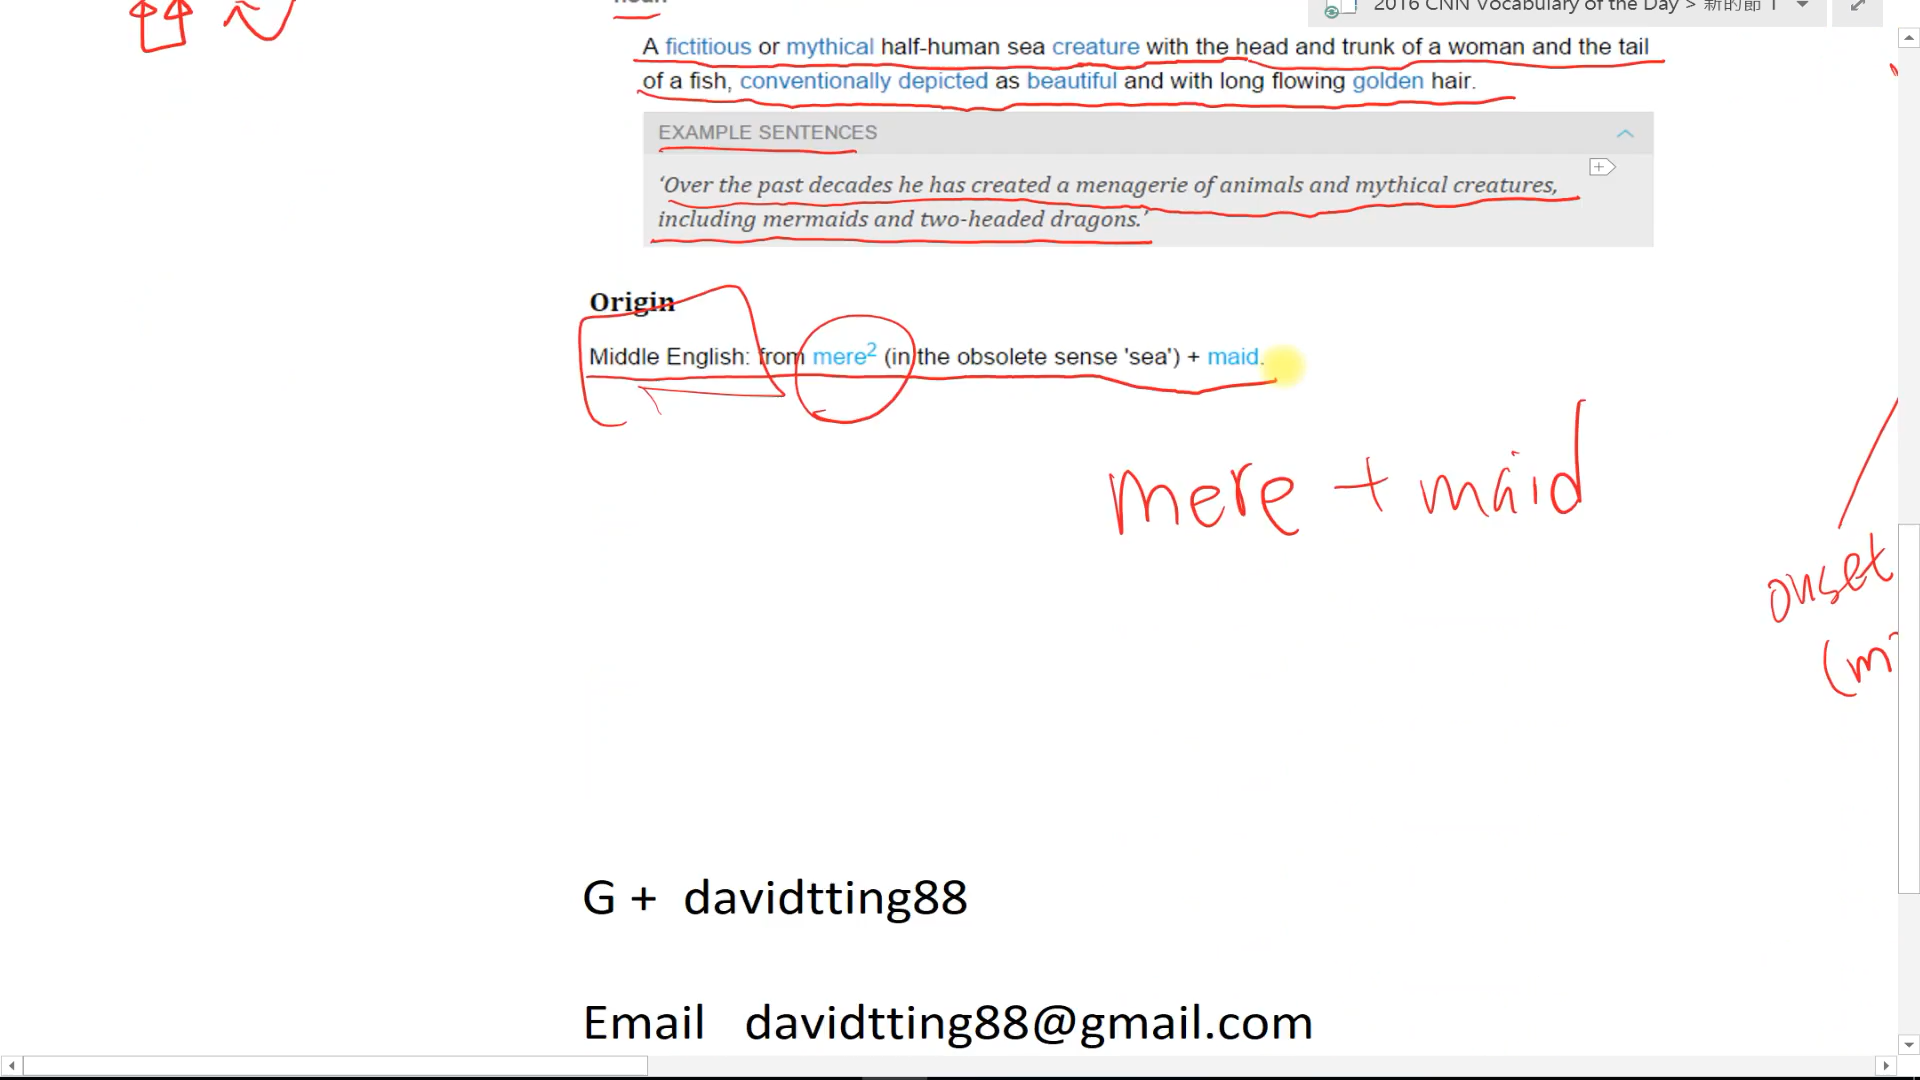 noun
2016 CNN Vocabulary of the Day > 新的節 1
A fictitious or mythical half-human sea creature with the head and trunk of a woman and the tail
of a fish, conventionally depicted as beautiful and with long flowing golden hair.
EXAMPLE SENTENCES
‘Over the past decades he has created a menagerie of animals and mythical creatures,
including mermaids and two-headed dragons.’
Origin
Middle English: from mere2 (in the obsolete sense 'sea') + maid.
mere + maid
onset
(m
G + davidtting88
Email davidtting88@gmail.com